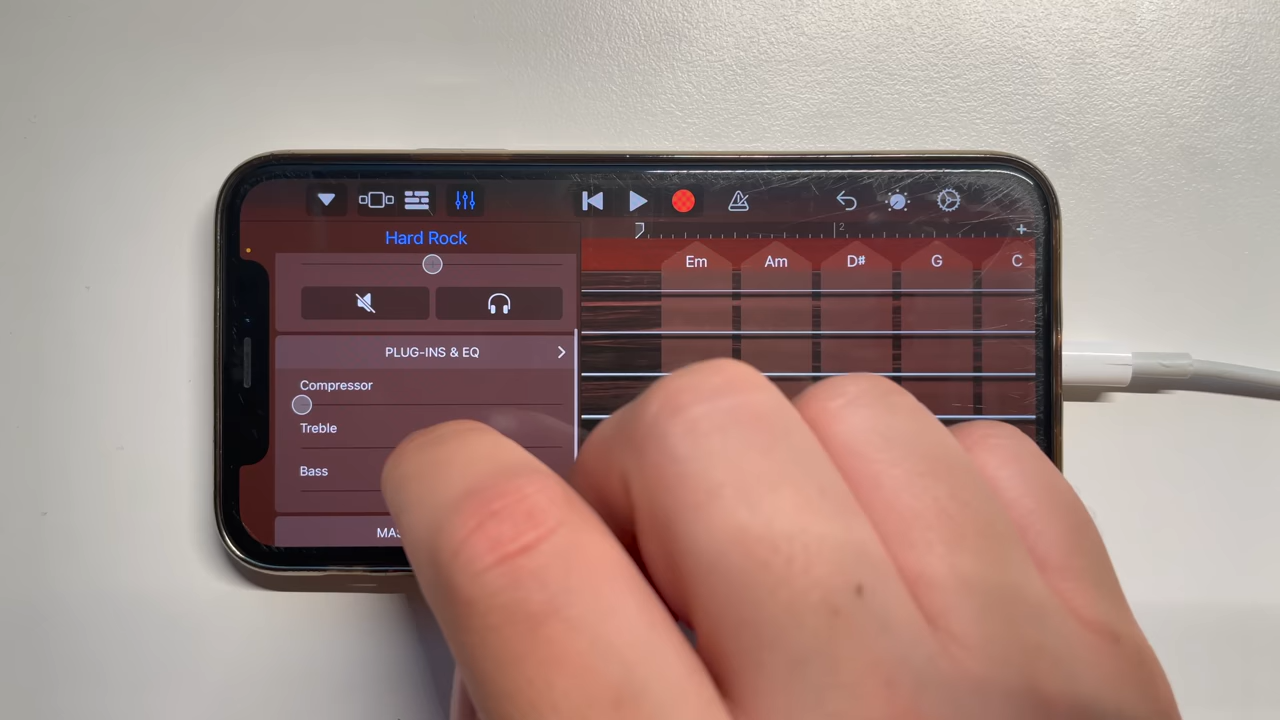 Hard Rock
2
Em Am D# G C
PLUG-INS & EQ
Compressor
Treble
Bass